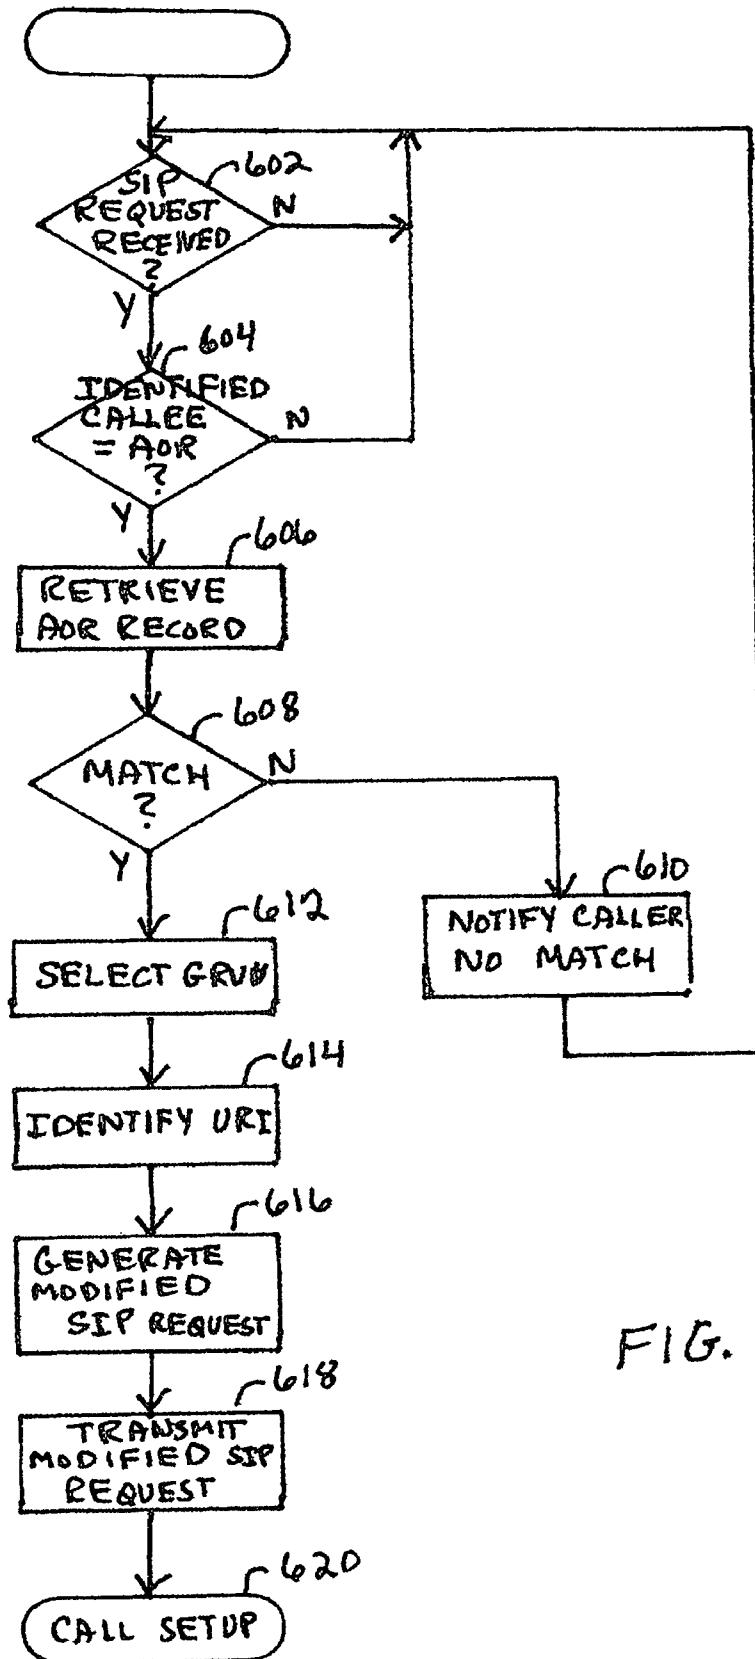 602
SIP
REQUEST
RECEIVED
?
N
Y
604
IDENTIFIED
CALLEE
= AOR
?
N
Y
606
RETRIEVE
AOR RECORD
608
MATCH
?
N
Y
610
NOTIFY CALLER
NO MATCH
612
SELECT GRUU
614
IDENTIFY URI
616
GENERATE
MODIFIED
SIP REQUEST
FIG.
618
TRANSMIT
MODIFIED SIP
REQUEST
620
CALL SETUP